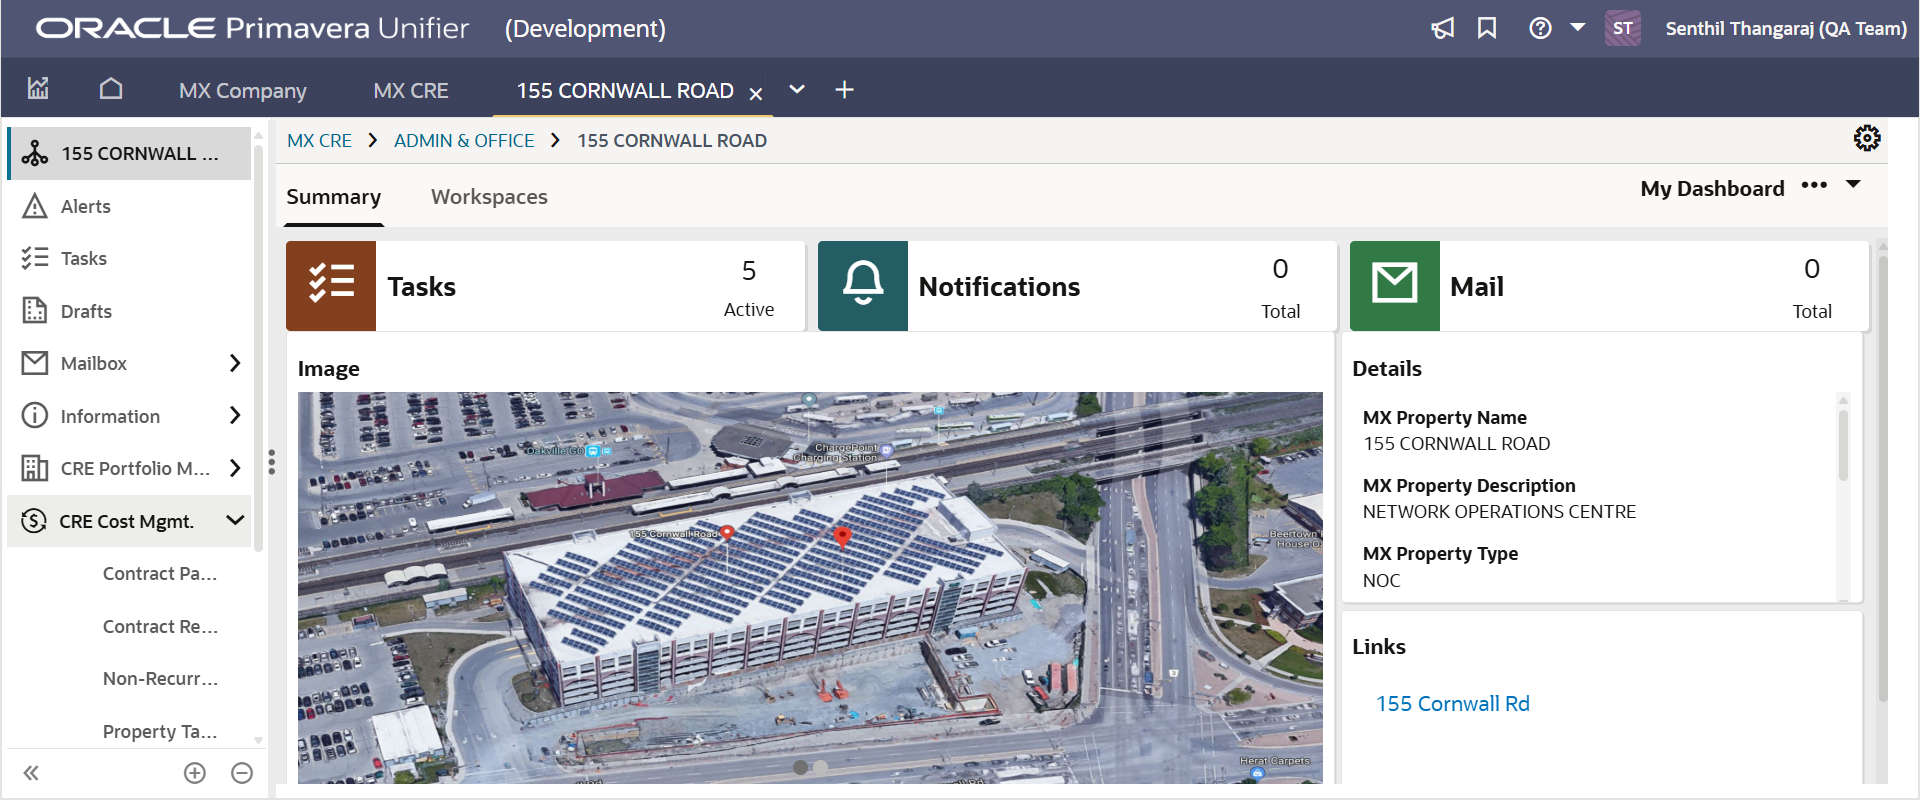 ORACLE Primavera Unifier (Development)
ST Senthil Thangaraj (QA Team)
MX Company MX CRE 155 CORNWALL ROAD
155 CORNWALL ...
Alerts
Tasks
Drafts
Mailbox
Information
CRE Portfolio M...
CRE Cost Mgmt.
Contract Pa...
Contract Re...
Non-Recurr...
Property Ta...
MX CRE ADMIN & OFFICE 155 CORNWALL ROAD
Summary Workspaces
My Dashboard
Tasks
5
Active
Notifications
0
Total
Mail
0
Total
Image
Oakville GO
ChargePoint
Charging Station
155 Cornwall Road
Beertown
House O
Herat Carpets
Details
MX Property Name
155 CORNWALL ROAD
MX Property Description
NETWORK OPERATIONS CENTRE
MX Property Type
NOC
Links
155 Cornwall Rd